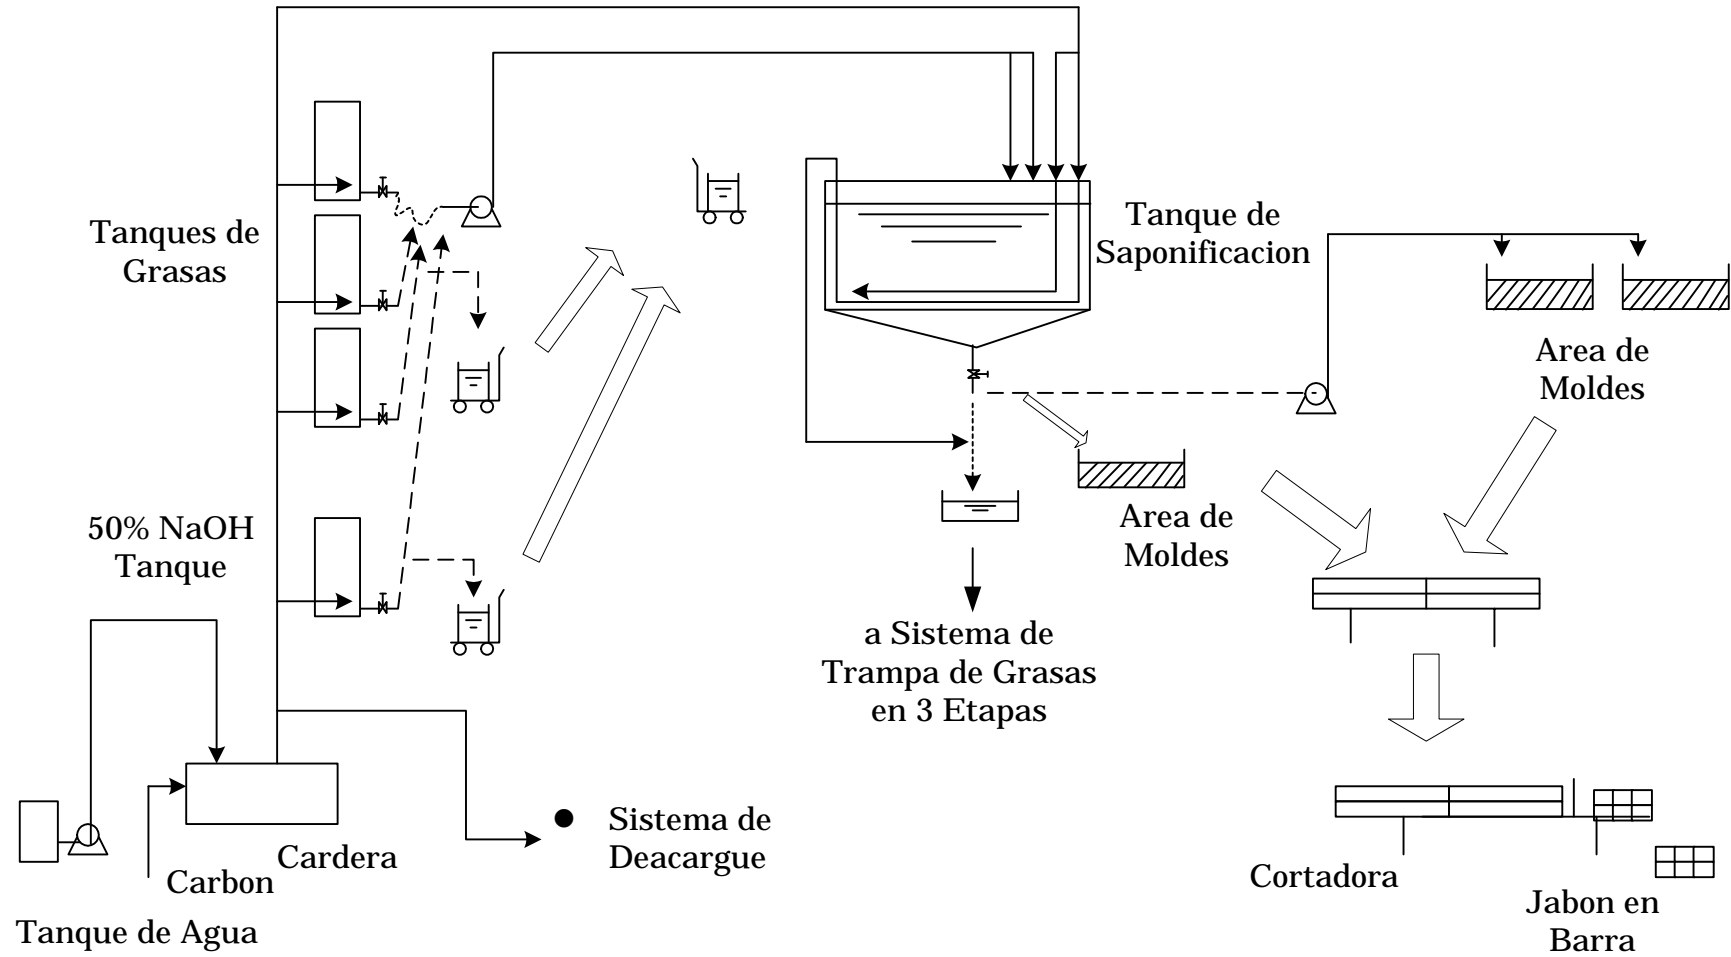 Tanques de
Grasas
Tanque de
Saponificacion
Area de
Moldes
50% NaOH
Tanque
Area de
Moldes
a Sistema de
Trampa de Grasas
en 3 Etapas
Sistema de
Deacargue
Cardera
Carbon
Tanque de Agua
Cortadora
Jabon en
Barra